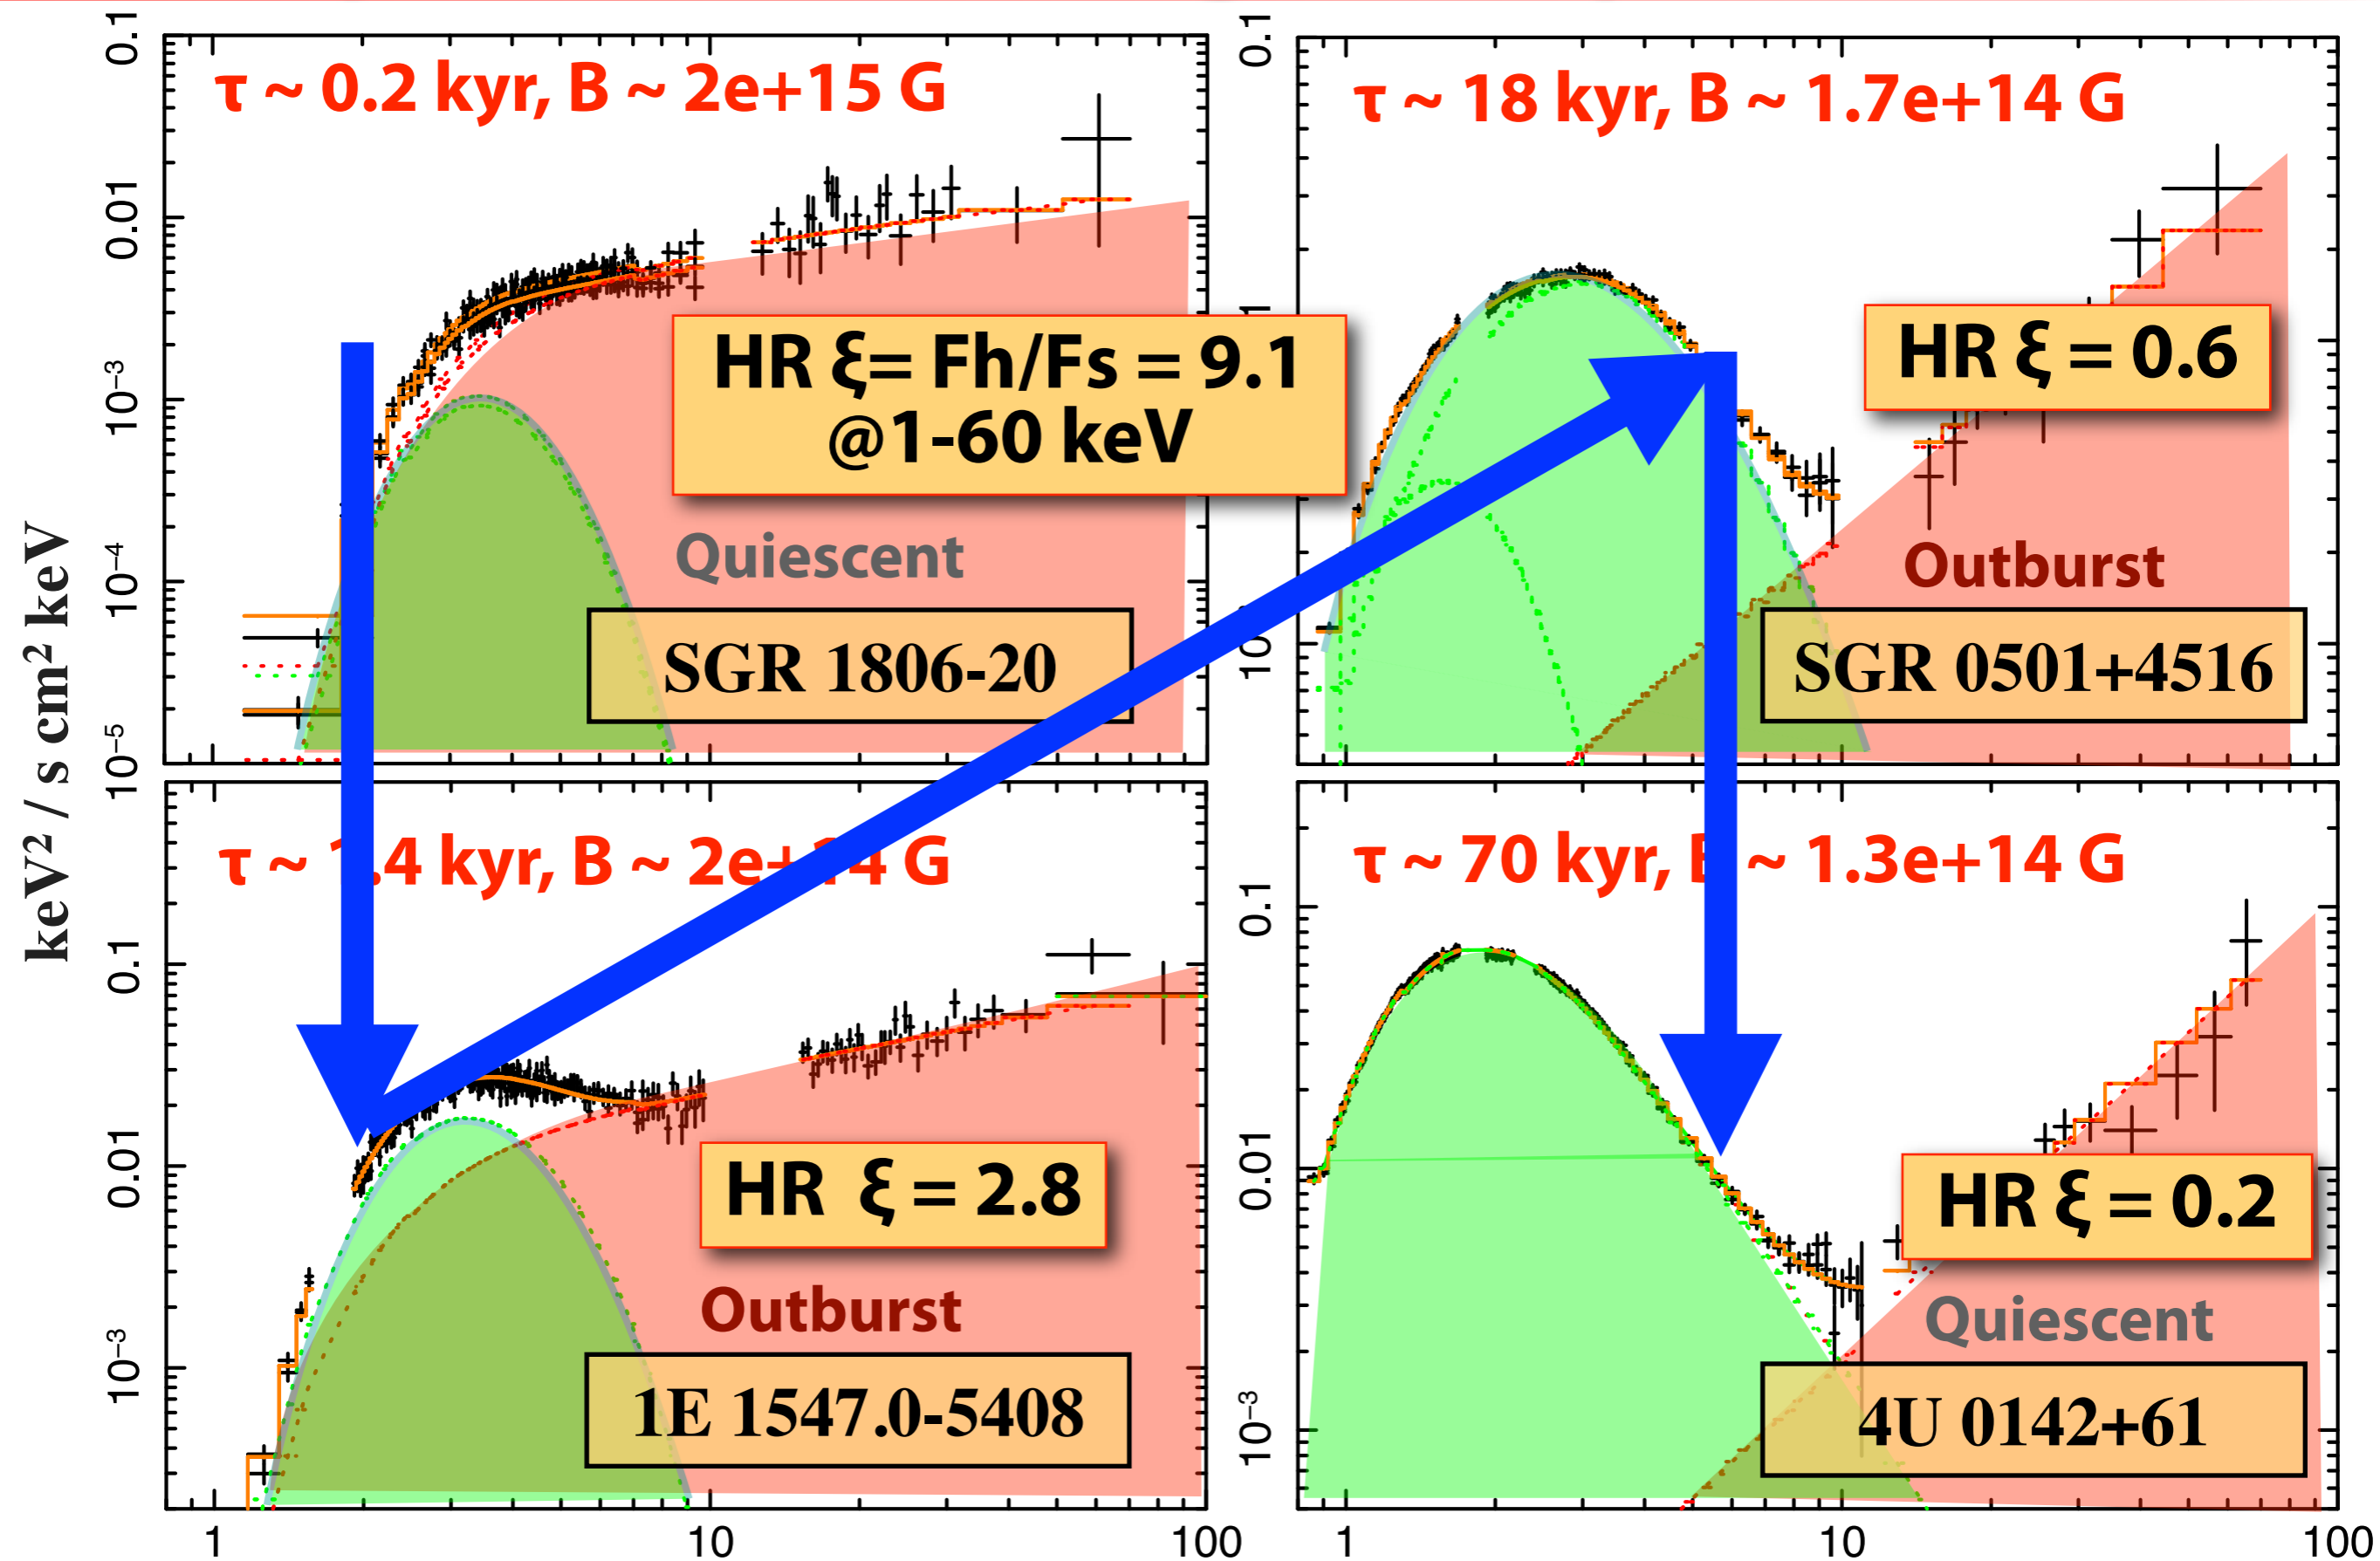 keV² / s cm² keV
0.1
0.01
10⁻³
10⁻⁴
10⁻⁵
τ ~ 0.2 kyr, B ~ 2e+15 G
HR ξ= Fh/Fs = 9.1
@1-60 keV
Quiescent
SGR 1806-20
0.1
τ ~ 18 kyr, B ~ 1.7e+14 G
HR ξ = 0.6
Outburst
SGR 0501+4516
0.1
0.01
10⁻³
kyr, B ~ 2e+14 G
HR ξ = 2.8
Outburst
1E 1547.0-5408
1 10 100
0.1
0.01
10⁻³
τ ~ 70 kyr, B ~ 1.3e+14 G
HR ξ = 0.2
Quiescent
4U 0142+61
1 10 100